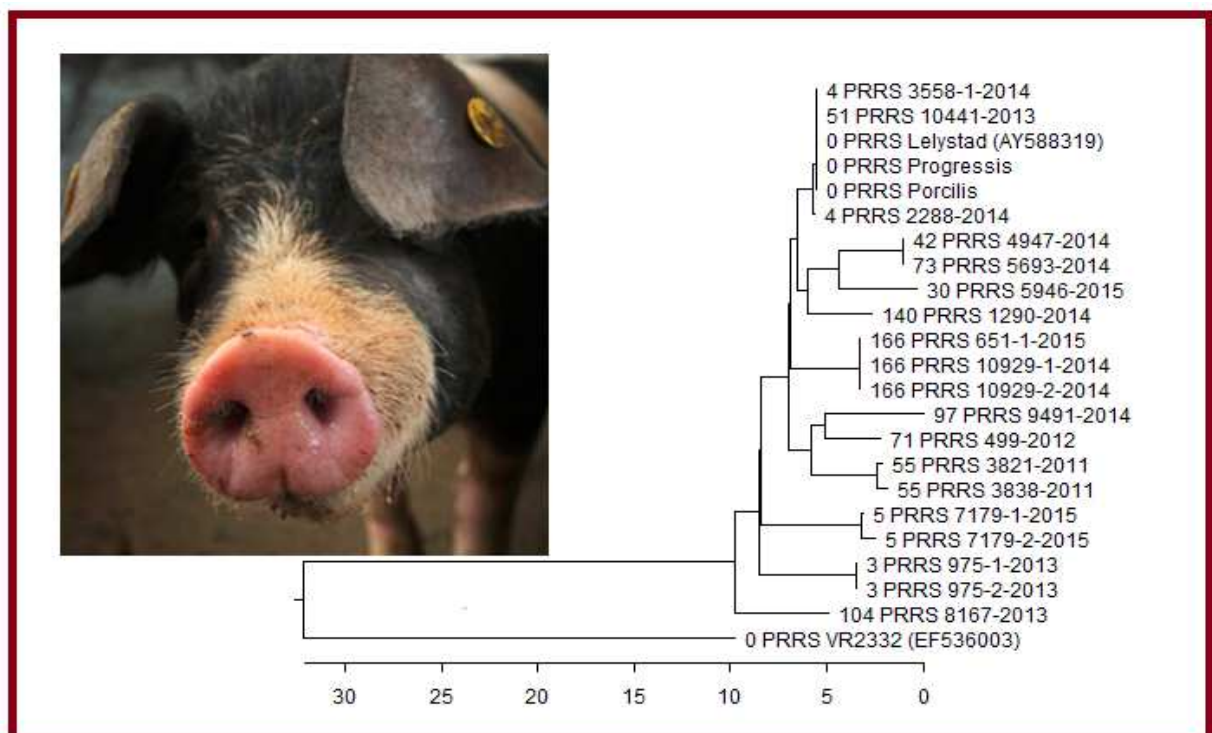 4 PRRS 3558-1-2014
51 PRRS 10441-2013
0 PRRS Lelystad (AY588319)
0 PRRS Progressis
0 PRRS Porcilis
4 PRRS 2288-2014
42 PRRS 4947-2014
73 PRRS 5693-2014
30 PRRS 5946-2015
140 PRRS 1290-2014
166 PRRS 651-1-2015
166 PRRS 10929-1-2014
166 PRRS 10929-2-2014
97 PRRS 9491-2014
71 PRRS 499-2012
55 PRRS 3821-2011
55 PRRS 3838-2011
5 PRRS 7179-1-2015
5 PRRS 7179-2-2015
3 PRRS 975-1-2013
3 PRRS 975-2-2013
104 PRRS 8167-2013
0 PRRS VR2332 (EF536003)
30 25 20 15 10 5 0